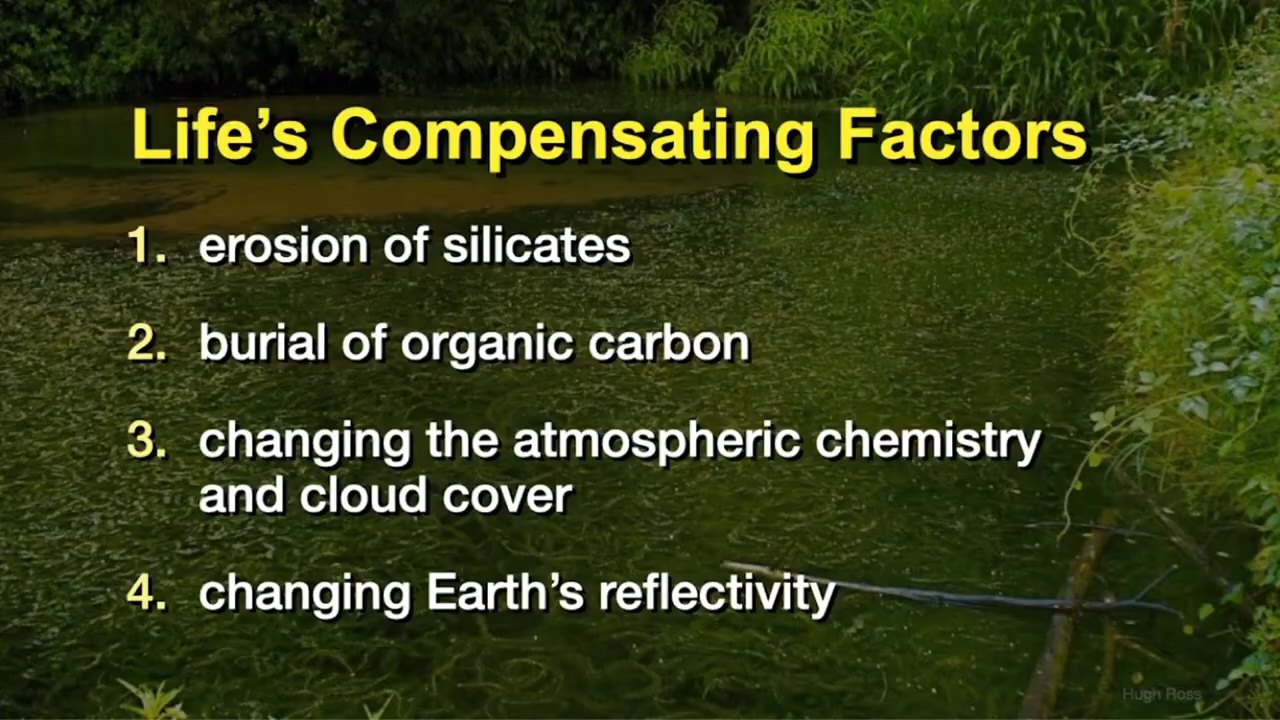 Life’s Compensating Factors
1. erosion of silicates
2. burial of organic carbon
3. changing the atmospheric chemistry
and cloud cover
4. changing Earth’s reflectivity
Hugh Ross